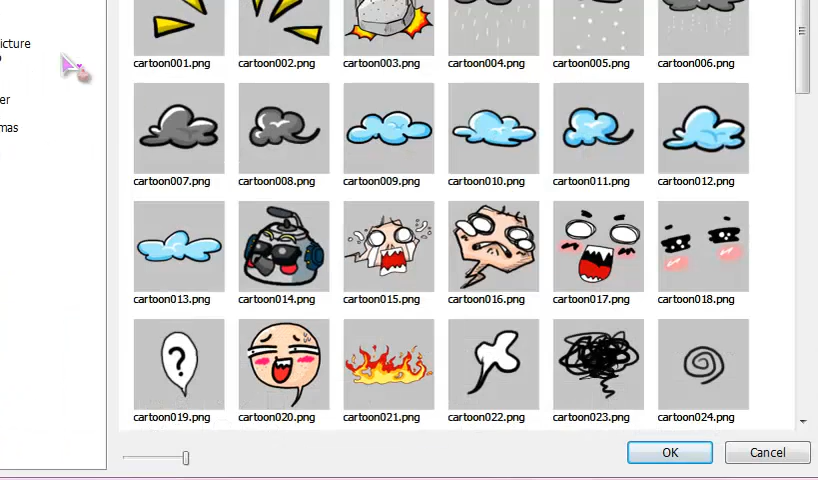 icture
er
mas
cartoon001.png cartoon002.png cartoon003.png cartoon004.png cartoon005.png cartoon006.png
cartoon007.png cartoon008.png cartoon009.png cartoon010.png cartoon011.png cartoon012.png
cartoon013.png cartoon014.png cartoon015.png cartoon016.png cartoon017.png cartoon018.png
?
cartoon019.png cartoon020.png cartoon021.png cartoon022.png cartoon023.png cartoon024.png
OK Cancel